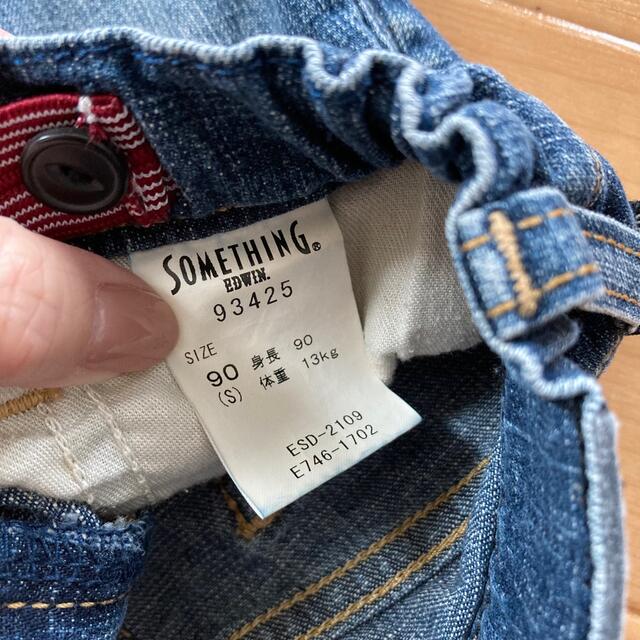 SOMETHING®
EDWIN.
93425
SIZE
90 身長 90
(S) 体重 13kg
ESD-2109
E746-1702